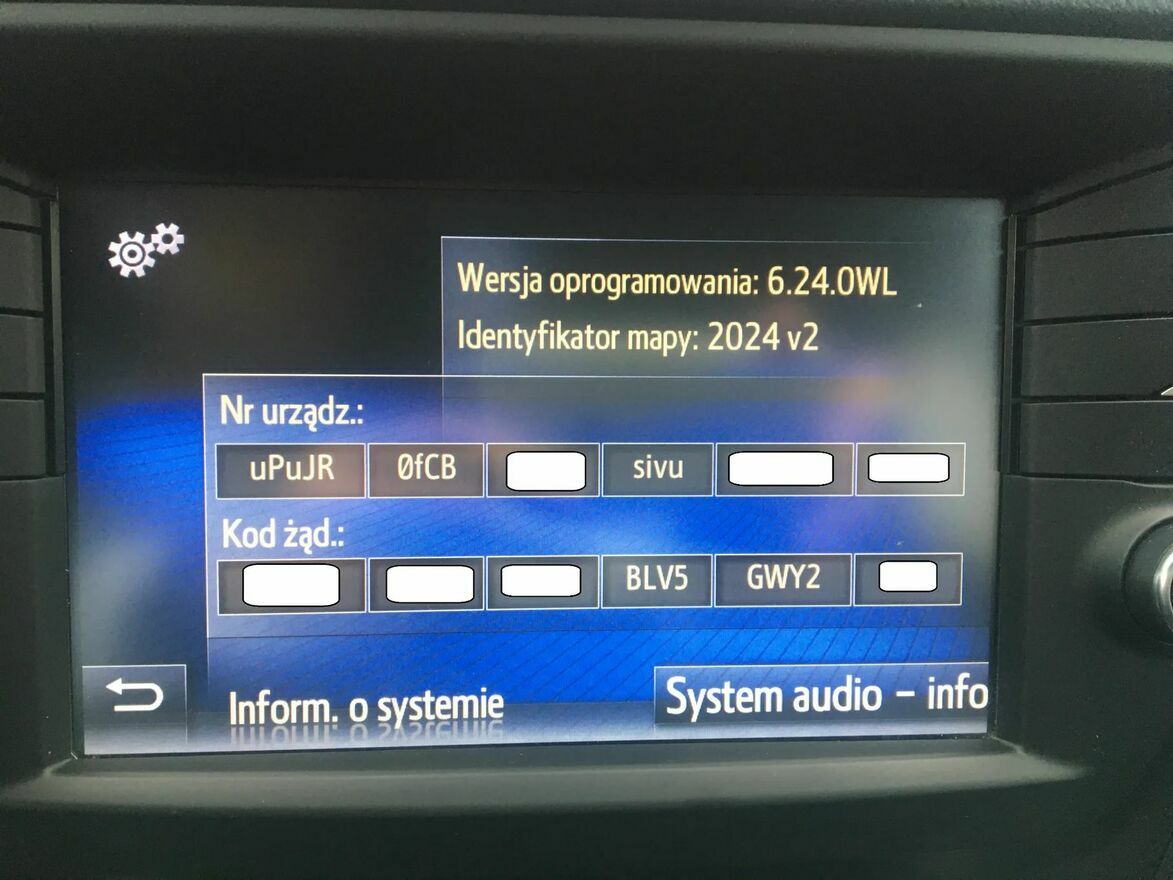 Wersja oprogramowania: 6.24.0WL
Identyfikator mapy: 2024 v2
Nr urządz.:
uPuJR 0fCB sivu
Kod żąd.:
BLV5 GWY2
Inform. o systemie System audio – info